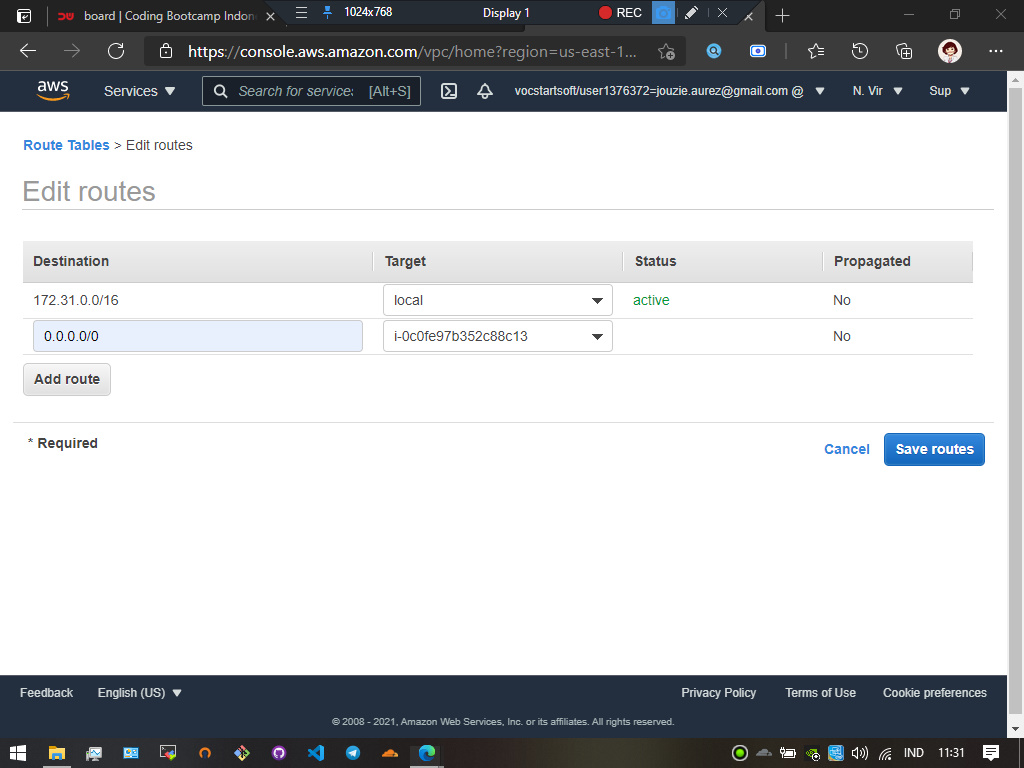 board | Coding Bootcamp Indon
1024x768
Display 1
REC
https://console.aws.amazon.com/vpc/home?region=us-east-1...
aws
Services
Search for service:
[Alt+S]
vocstartsoft/user1376372=jouzie.aurez@gmail.com @
N. Vir
Sup
Route Tables > Edit routes
Edit routes
Destination Target Status Propagated
172.31.0.0/16 local active No
0.0.0.0/0 i-0c0fe97b352c88c13 No
Add route
* Required
Cancel
Save routes
Feedback English (US) Privacy Policy Terms of Use Cookie preferences
© 2008 - 2021, Amazon Web Services, Inc. or its affiliates. All rights reserved.
IND 11:31